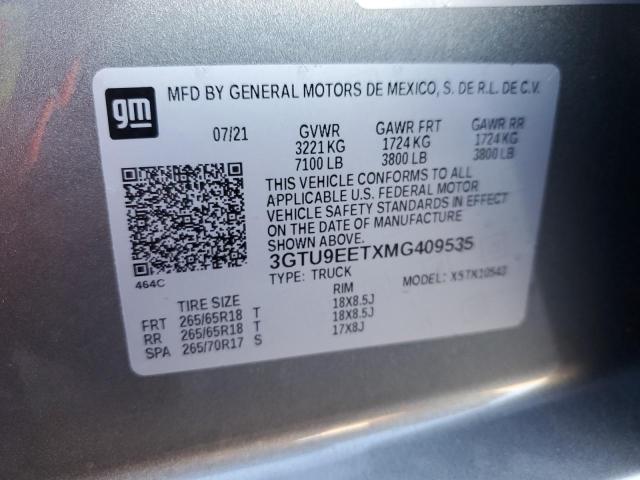 gm
MFD BY GENERAL MOTORS DE MEXICO, S. DE R.L. DE C.V.
07/21 GVWR GAWR FRT GAWR RR
3221 KG 1724 KG 1724 KG
7100 LB 3800 LB 3800 LB
THIS VEHICLE CONFORMS TO ALL
APPLICABLE U.S. FEDERAL MOTOR
VEHICLE SAFETY STANDARDS IN EFFECT
ON THE DATE OF MANUFACTURE
SHOWN ABOVE.
3GTU9EETXMG409535
464C
TYPE: TRUCK MODEL: X5TK10543
TIRE SIZE RIM
FRT 265/65R18 T 18X8.5J
RR 265/65R18 T 18X8.5J
SPA 265/70R17 S 17X8J